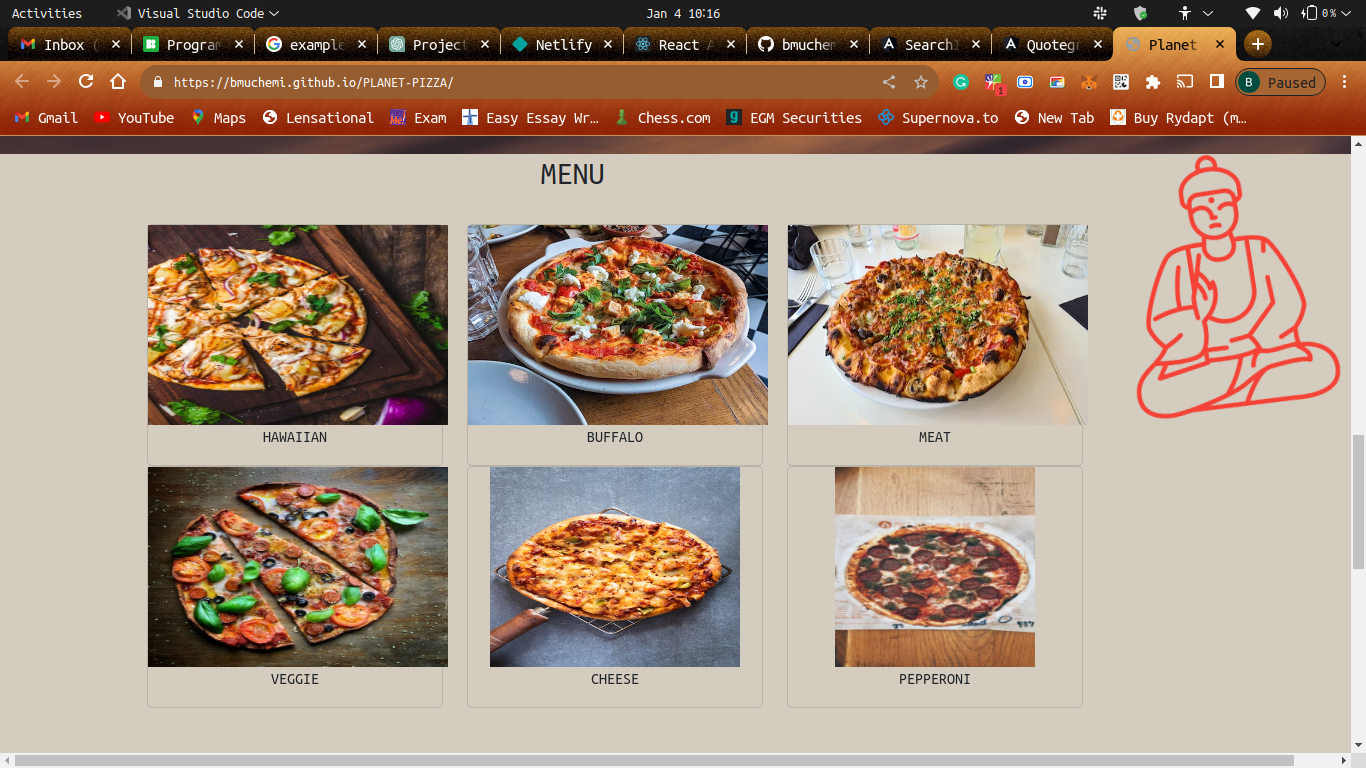 Activities Visual Studio Code Jan 4 10:16 0 %
Inbox ( Program example Project Netlify React A bmuchem Search Quotegr Planet
https://bmuchemi.github.io/PLANET-PIZZA/ 1 B Paused
Gmail YouTube Maps Lensational Exam Easy Essay Wr… Chess.com EGM Securities Supernova.to New Tab Buy Rydapt (m…
MENU
HAWAIIAN BUFFALO MEAT
VEGGIE CHEESE PEPPERONI